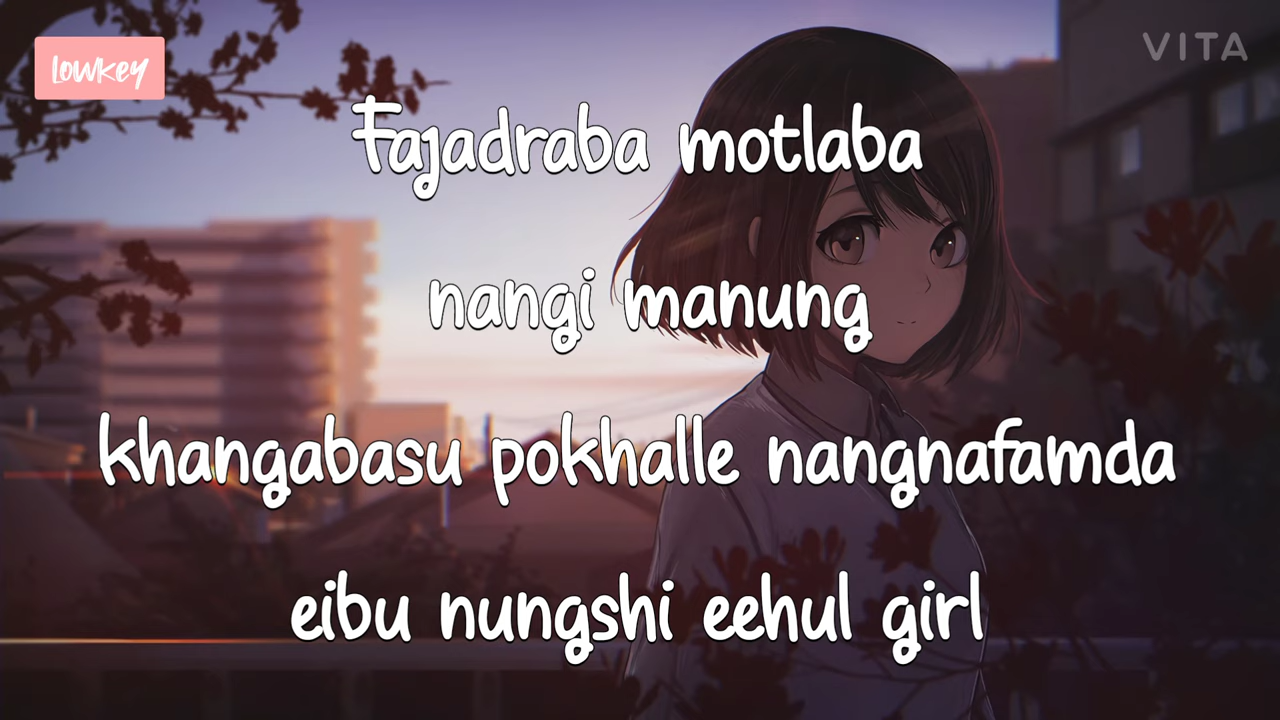 Lowkey
VITA
Fajadraba motlaba
nangi manung
khangabasu pokhalle nangnafamda
eibu nungshi eehul girl